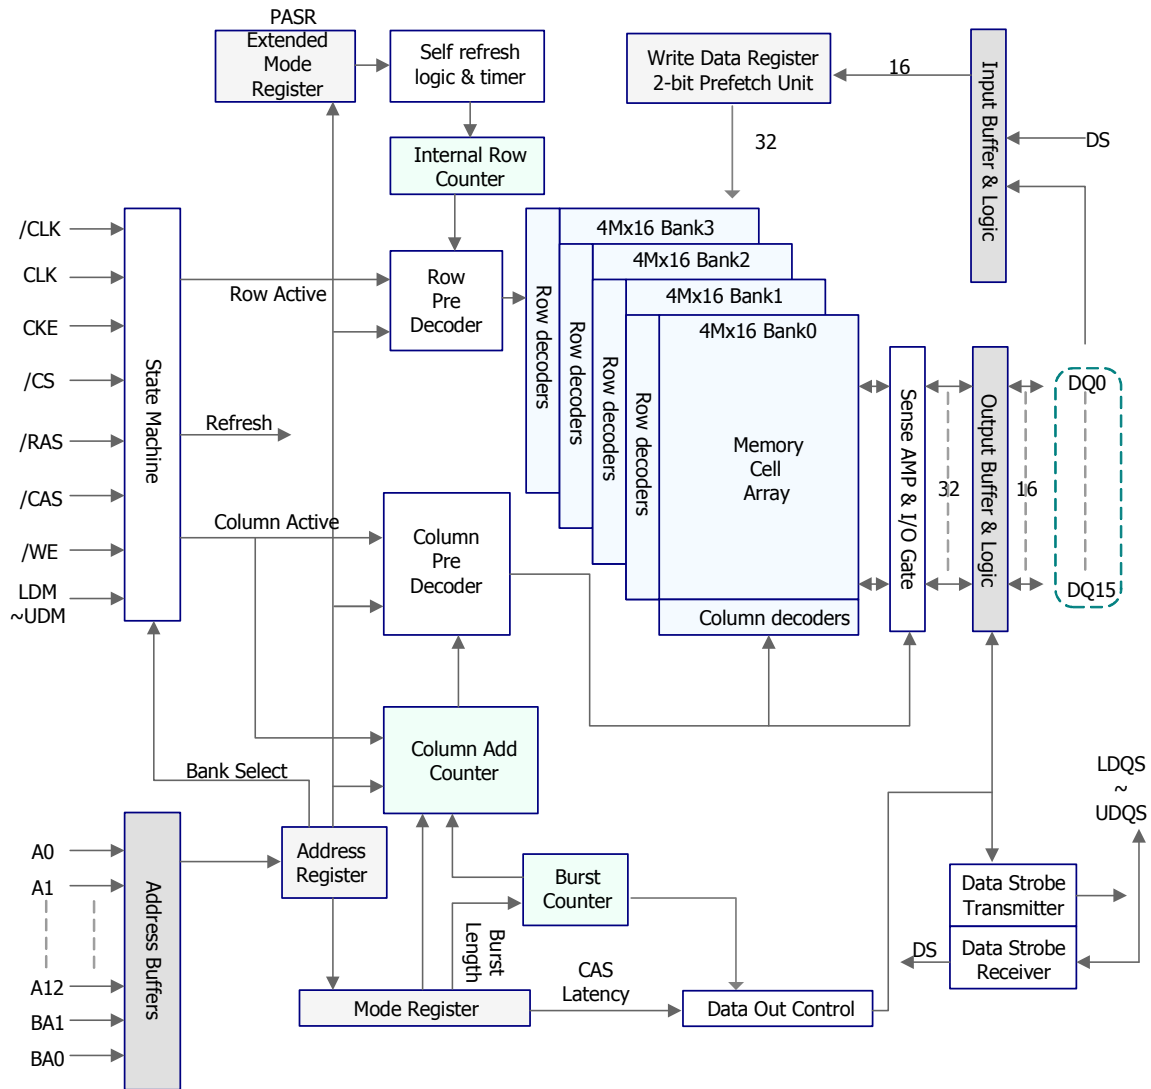 PASR
Extended
Mode
Register
Self refresh
logic & timer
Internal Row
Counter
Write Data Register
2-bit Prefetch Unit
16
32
Input Buffer & Logic
DS
/CLK
CLK
CKE
/CS
/RAS
/CAS
/WE
LDM
~UDM
State Machine
Row Active
Refresh
Column Active
Row
Pre
Decoder
Column
Pre
Decoder
Row decoders
4Mx16 Bank3
Row decoders
4Mx16 Bank2
Row decoders
4Mx16 Bank1
Row decoders
4Mx16 Bank0
Memory
Cell
Array
Column decoders
Sense AMP & I/O Gate
32
Output Buffer & Logic
16
DQ0
DQ15
Column Add
Counter
Bank Select
A0
A1
A12
BA1
BA0
Address Buffers
Address
Register
Burst
Counter
Burst
Length
Mode Register
CAS
Latency
Data Out Control
LDQS
~
UDQS
Data Strobe
Transmitter
Data Strobe
Receiver
DS